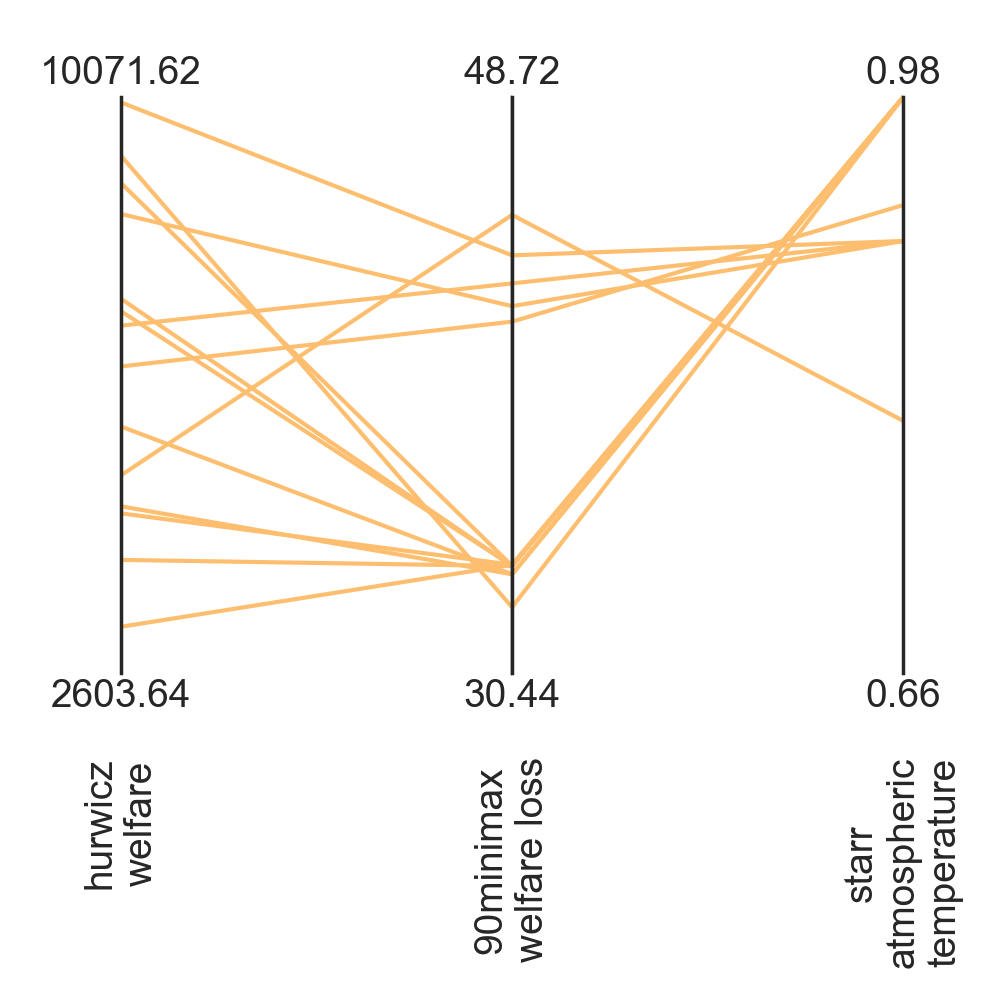 10071.62
48.72
0.98
2603.64
30.44
0.66
hurwicz
welfare
90minimax
welfare loss
starr
atmospheric
temperature